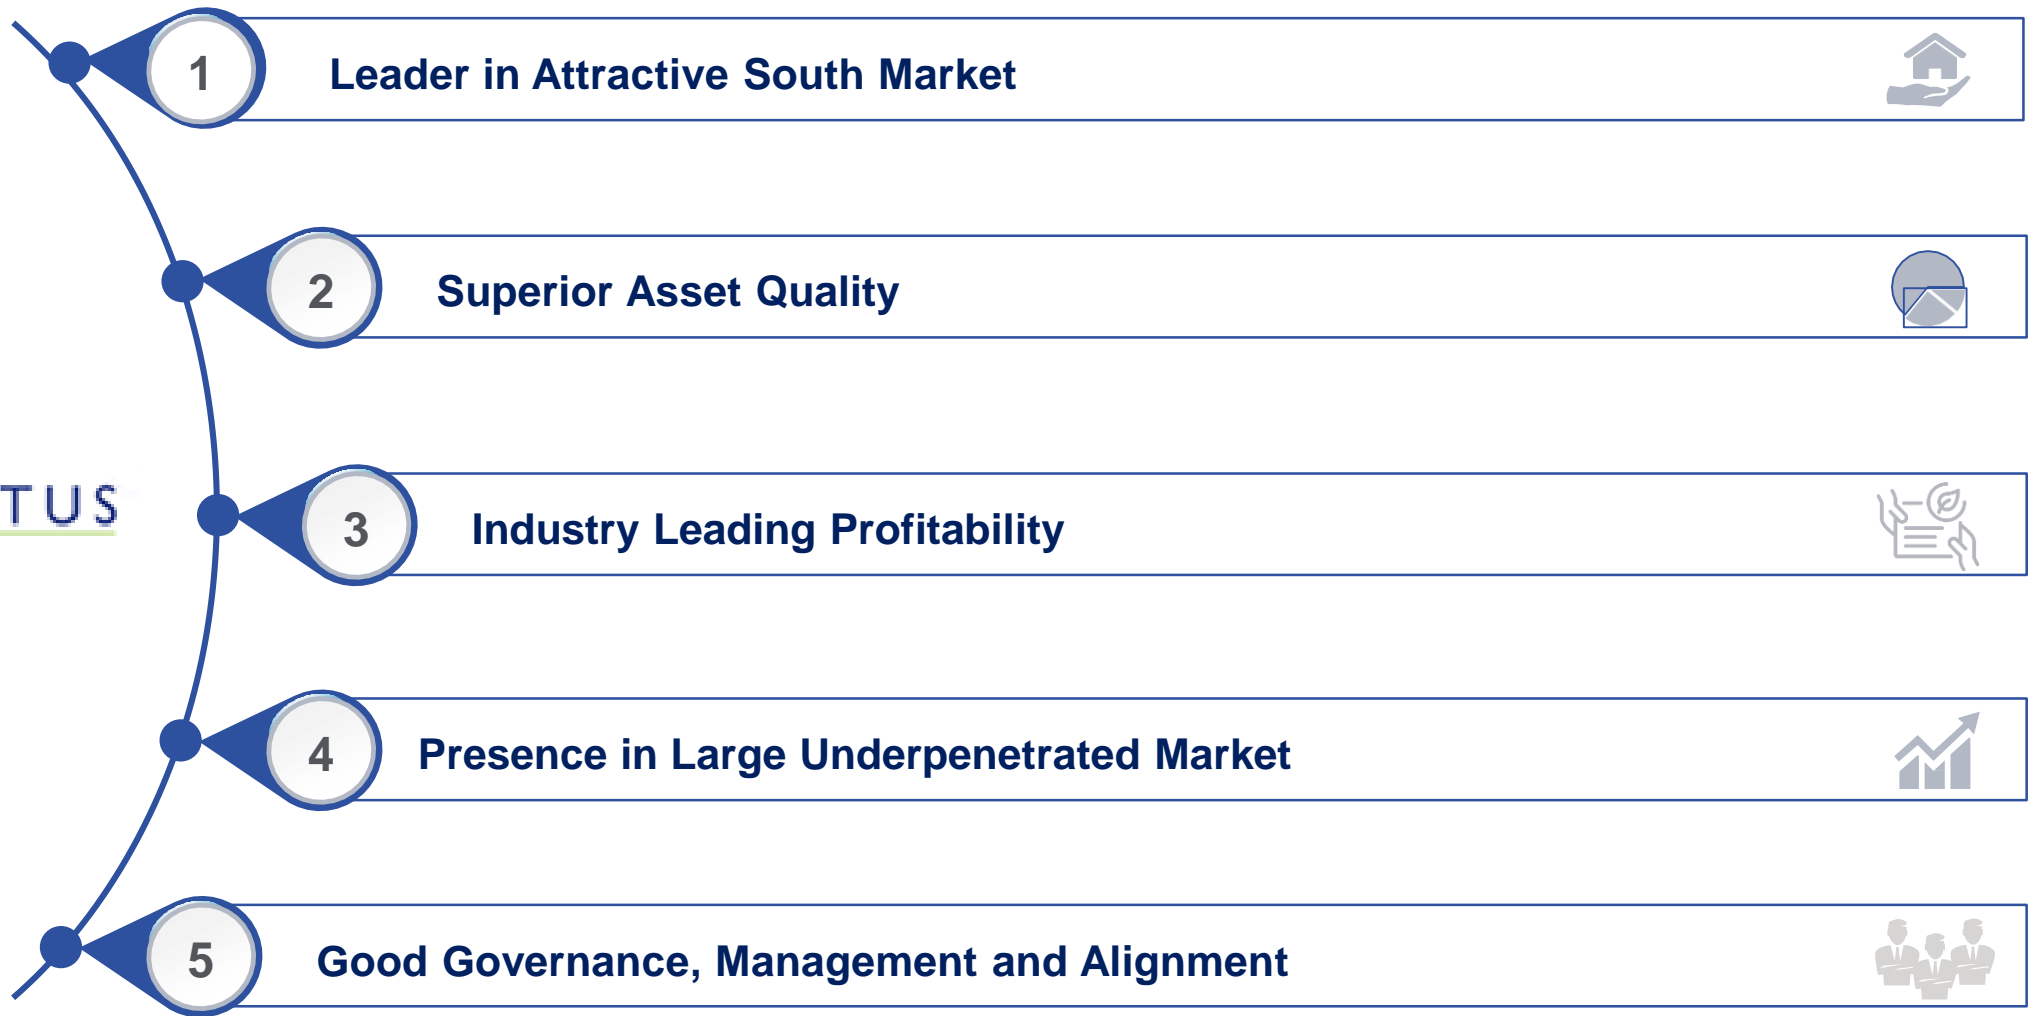 1
Leader in Attractive South Market
2
Superior Asset Quality
TUS
3
Industry Leading Profitability
4
Presence in Large Underpenetrated Market
5
Good Governance, Management and Alignment